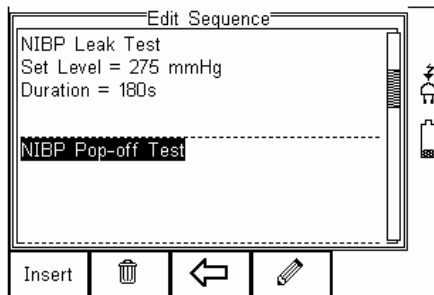 Edit Sequence
NIBP Leak Test
Set Level = 275 mmHg
Duration = 180s
NIBP Pop-off Test
Insert